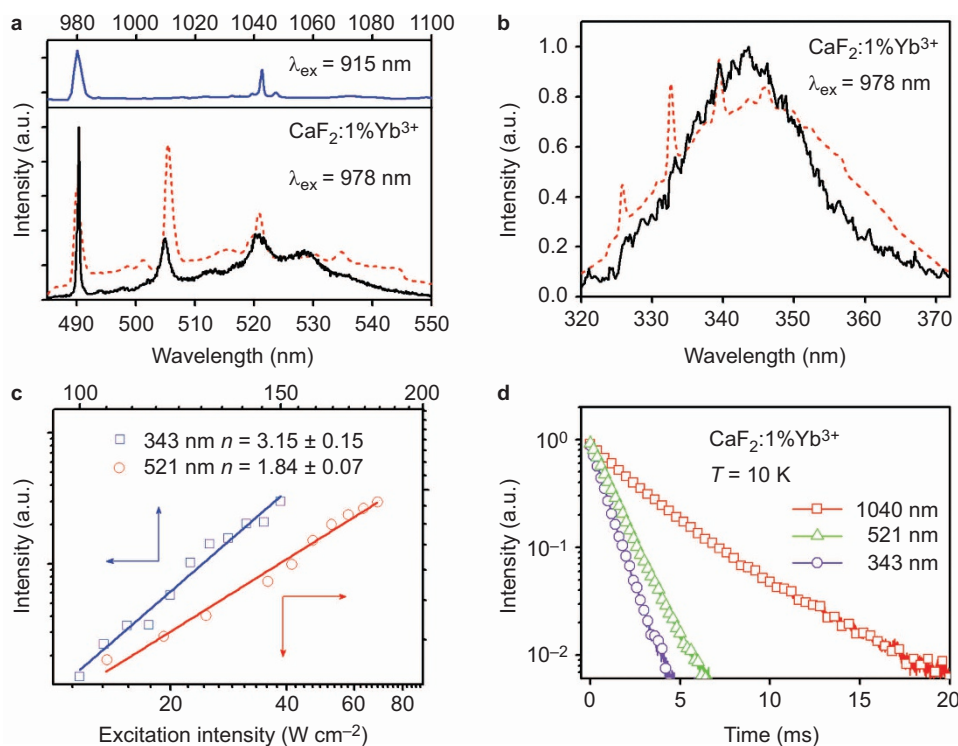 a
980 1000 1020 1040 1060 1080 1100
λex = 915 nm
CaF2:1%Yb3+
λex = 978 nm
Intensity (a.u.)
Intensity (a.u.)
490 500 510 520 530 540 550
Wavelength (nm)
b
1.0
0.8
0.6
0.4
0.2
0.0
CaF2:1%Yb3+
λex = 978 nm
Intensity (a.u.)
320 330 340 350 360 370
Wavelength (nm)
c
100 150 200
343 nm n = 3.15 ± 0.15
521 nm n = 1.84 ± 0.07
Intensity (a.u.)
20 40 60 80
Excitation intensity (W cm–2)
d
100
10–1
10–2
CaF2:1%Yb3+
T = 10 K
1040 nm
521 nm
343 nm
Intensity (a.u.)
0 5 10 15 20
Time (ms)